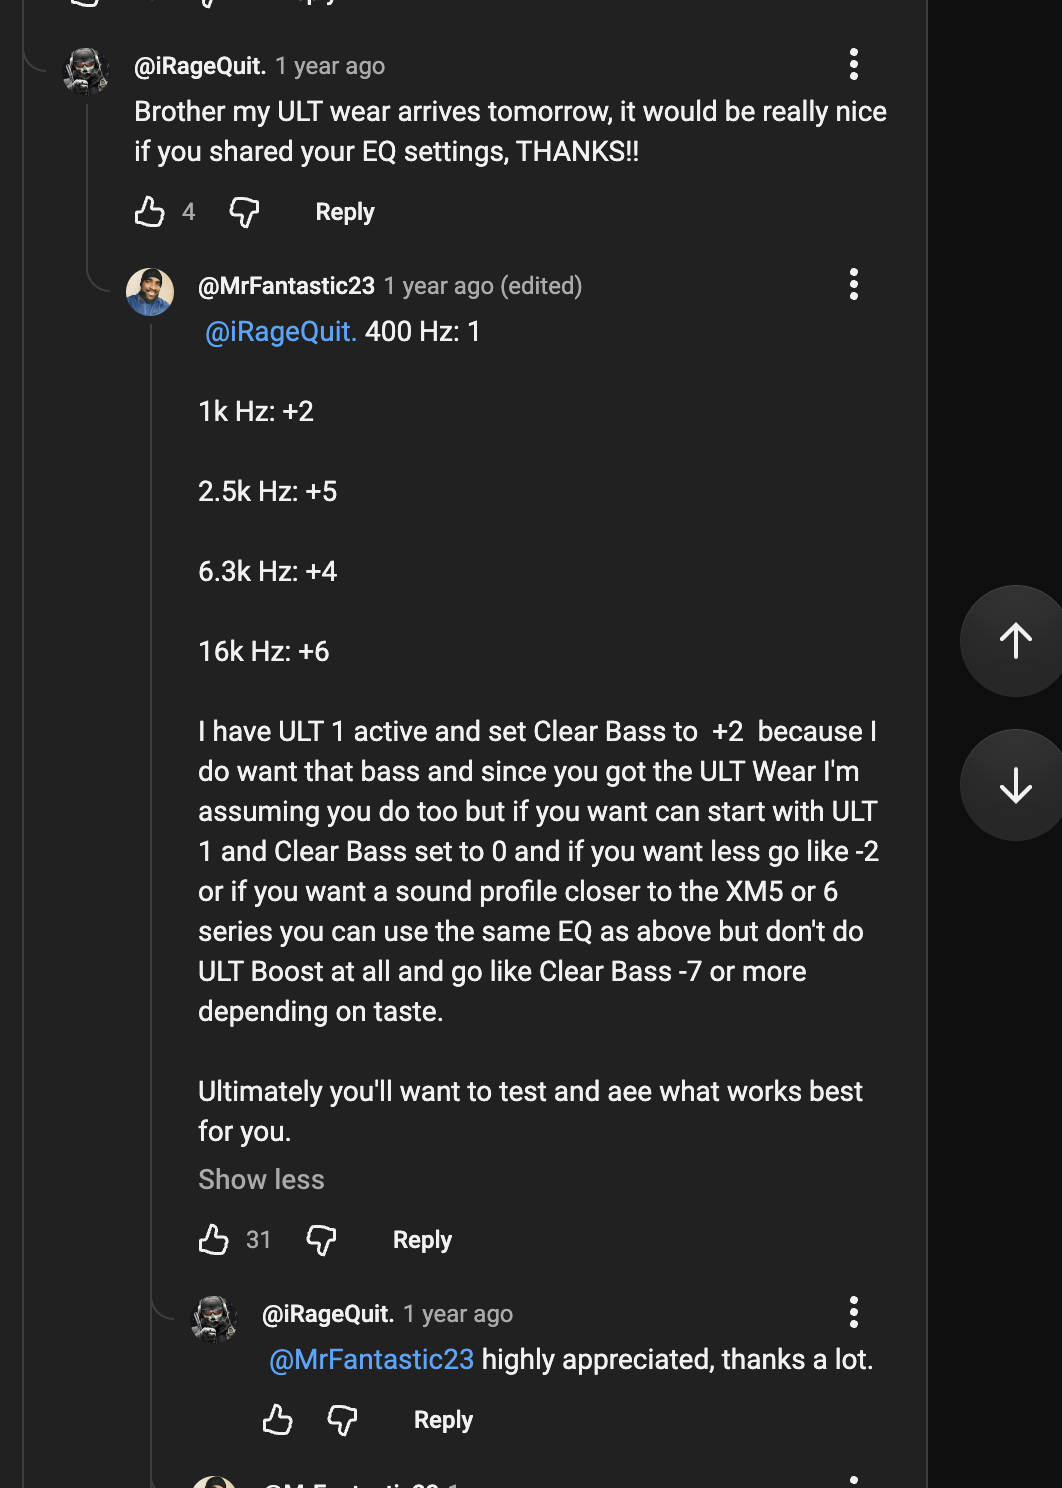 @iRageQuit. 1 year ago
Brother my ULT wear arrives tomorrow, it would be really nice
if you shared your EQ settings, THANKS!!
4 Reply
@MrFantastic23 1 year ago (edited)
@iRageQuit. 400 Hz: 1
1k Hz: +2
2.5k Hz: +5
6.3k Hz: +4
16k Hz: +6
I have ULT 1 active and set Clear Bass to  +2  because I
do want that bass and since you got the ULT Wear I'm
assuming you do too but if you want can start with ULT
1 and Clear Bass set to 0 and if you want less go like -2
or if you want a sound profile closer to the XM5 or 6
series you can use the same EQ as above but don't do
ULT Boost at all and go like Clear Bass -7 or more
depending on taste.
Ultimately you'll want to test and aee what works best
for you.
Show less
31 Reply
@iRageQuit. 1 year ago
@MrFantastic23 highly appreciated, thanks a lot.
Reply